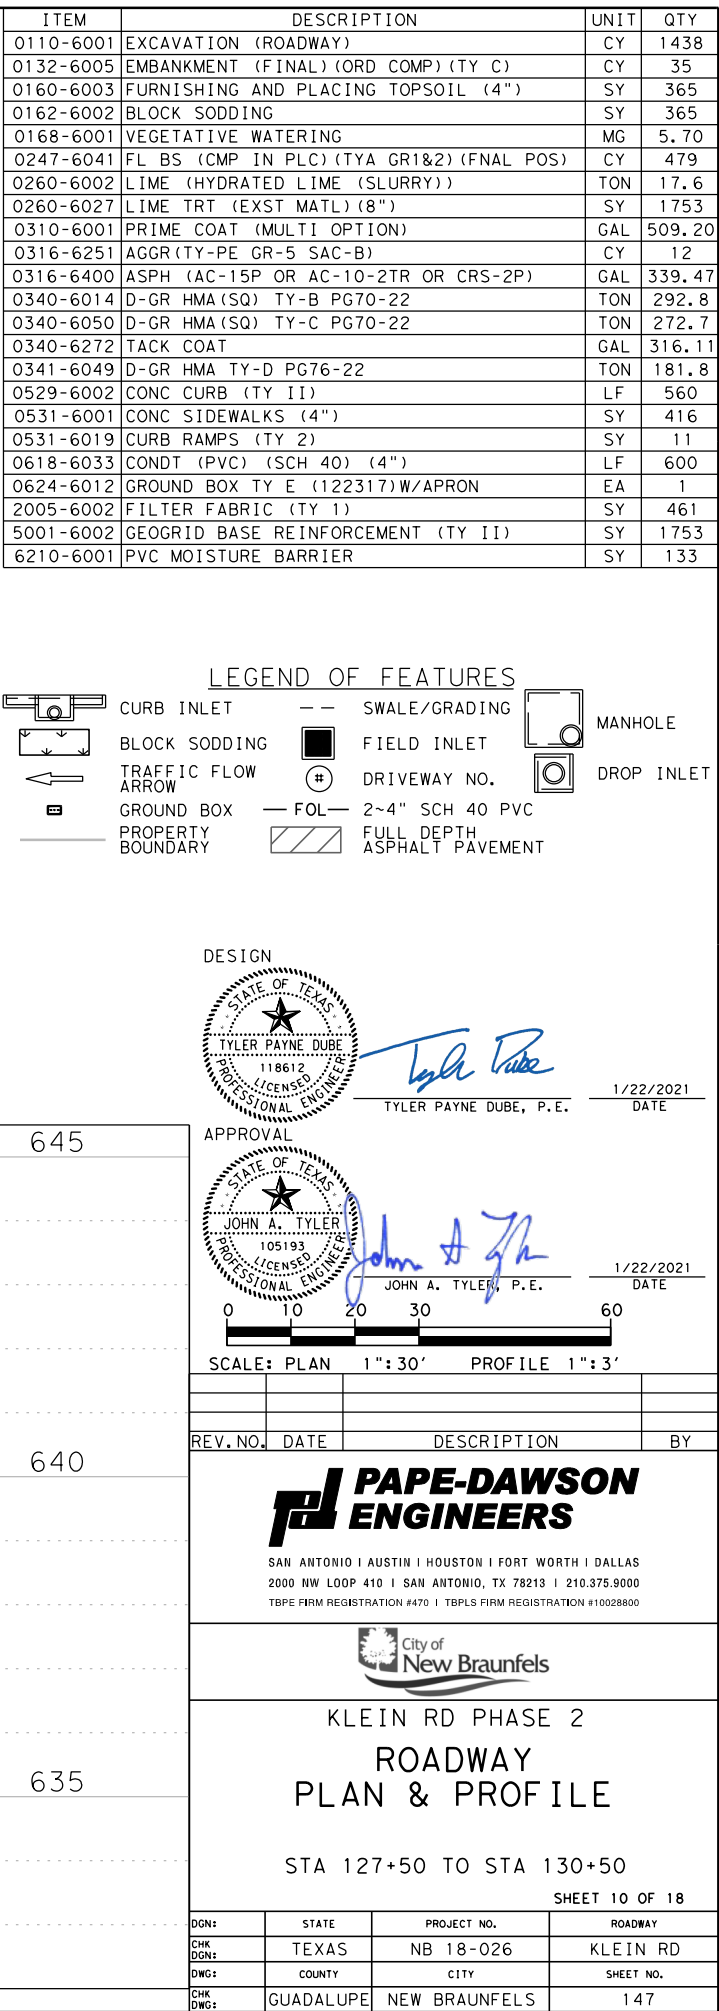 ITEM DESCRIPTION UNIT QTY
0110-6001 EXCAVATION (ROADWAY) CY 1438
0132-6005 EMBANKMENT (FINAL)(ORD COMP)(TY C) CY 35
0160-6003 FURNISHING AND PLACING TOPSOIL (4") SY 365
0162-6002 BLOCK SODDING SY 365
0168-6001 VEGETATIVE WATERING MG 5.70
0247-6041 FL BS (CMP IN PLC)(TYA GR1&2)(FNAL POS) CY 479
0260-6002 LIME (HYDRATED LIME (SLURRY)) TON 17.6
0260-6027 LIME TRT (EXST MATL)(8") SY 1753
0310-6001 PRIME COAT (MULTI OPTION) GAL 509.20
0316-6251 AGGR(TY-PE GR-5 SAC-B) CY 12
0316-6400 ASPH (AC-15P OR AC-10-2TR OR CRS-2P) GAL 339.47
0340-6014 D-GR HMA(SQ) TY-B PG70-22 TON 292.8
0340-6050 D-GR HMA(SQ) TY-C PG70-22 TON 272.7
0340-6272 TACK COAT GAL 316.11
0341-6049 D-GR HMA TY-D PG76-22 TON 181.8
0529-6002 CONC CURB (TY II) LF 560
0531-6001 CONC SIDEWALKS (4") SY 416
0531-6019 CURB RAMPS (TY 2) SY 11
0618-6033 CONDT (PVC) (SCH 40) (4") LF 600
0624-6012 GROUND BOX TY E (122317)W/APRON EA 1
2005-6002 FILTER FABRIC (TY 1) SY 461
5001-6002 GEOGRID BASE REINFORCEMENT (TY II) SY 1753
6210-6001 PVC MOISTURE BARRIER SY 133
LEGEND OF FEATURES
CURB INLET
SWALE/GRADING
MANHOLE
BLOCK SODDING
FIELD INLET
TRAFFIC FLOW
ARROW
# DRIVEWAY NO.
DROP INLET
GROUND BOX
FOL 2~4" SCH 40 PVC
PROPERTY
BOUNDARY
FULL DEPTH
ASPHALT PAVEMENT
DESIGN
STATE OF TEXAS
TYLER PAYNE DUBE
118612
LICENSED
PROFESSIONAL ENGINEER
Tyler Dube
TYLER PAYNE DUBE, P.E.
1/22/2021
DATE
APPROVAL
STATE OF TEXAS
JOHN A. TYLER
105193
LICENSED
PROFESSIONAL ENGINEER
John A Tyler
JOHN A. TYLER, P.E.
1/22/2021
DATE
645
640
635
0 10 20 30 60
SCALE: PLAN 1":30' PROFILE 1":3'
REV.NO. DATE DESCRIPTION BY
pd PAPE-DAWSON
ENGINEERS
SAN ANTONIO I AUSTIN I HOUSTON I FORT WORTH I DALLAS
2000 NW LOOP 410 I SAN ANTONIO, TX 78213 I 210.375.9000
TBPE FIRM REGISTRATION #470 I TBPLS FIRM REGISTRATION #10028800
City of
New Braunfels
KLEIN RD PHASE 2
ROADWAY
PLAN & PROFILE
STA 127+50 TO STA 130+50
SHEET 10 OF 18
DGN: STATE PROJECT NO. ROADWAY
CHK
DGN: TEXAS NB 18-026 KLEIN RD
DWG: COUNTY CITY SHEET NO.
CHK
DWG: GUADALUPE NEW BRAUNFELS 147